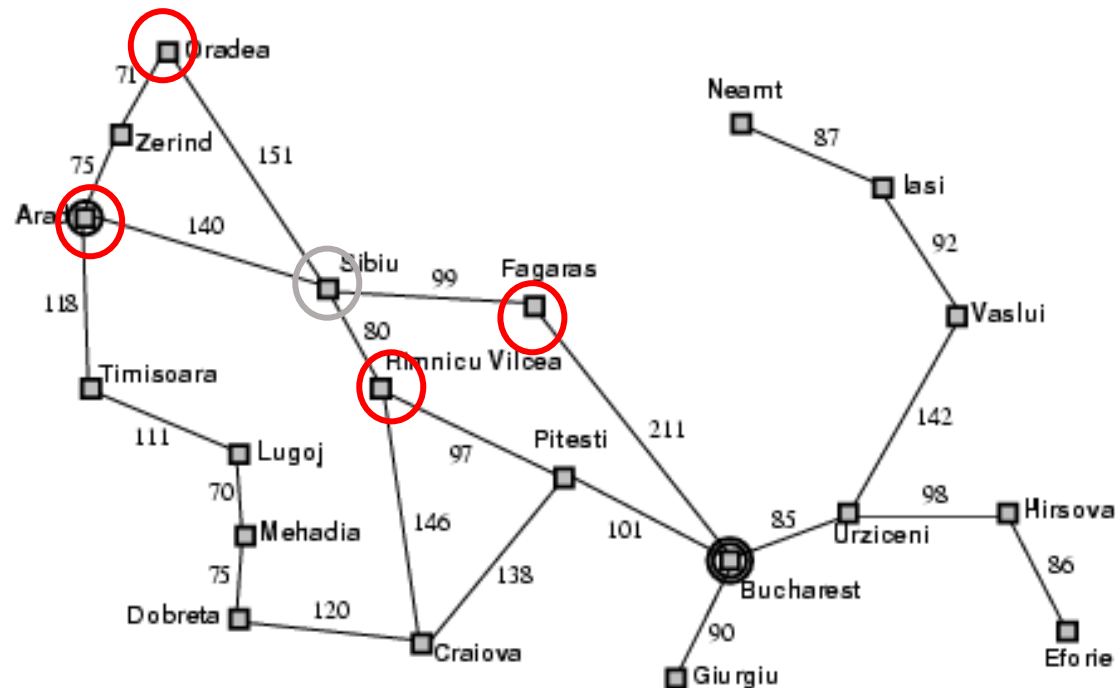 Oradea
71
Neamt
Zerind
87
75
151
Iasi
Arad
140
92
Sibiu
99
Fagaras
118
80
Vaslui
Rimnicu Vilcea
Timisoara
142
111
211
Pitesti
Lugoj
97
70
98
Hirsova
146
101
85
Mehadia
Urziceni
138
86
75
Bucharest
Dobreta
120
90
Craiova
Eforie
Giurgiu